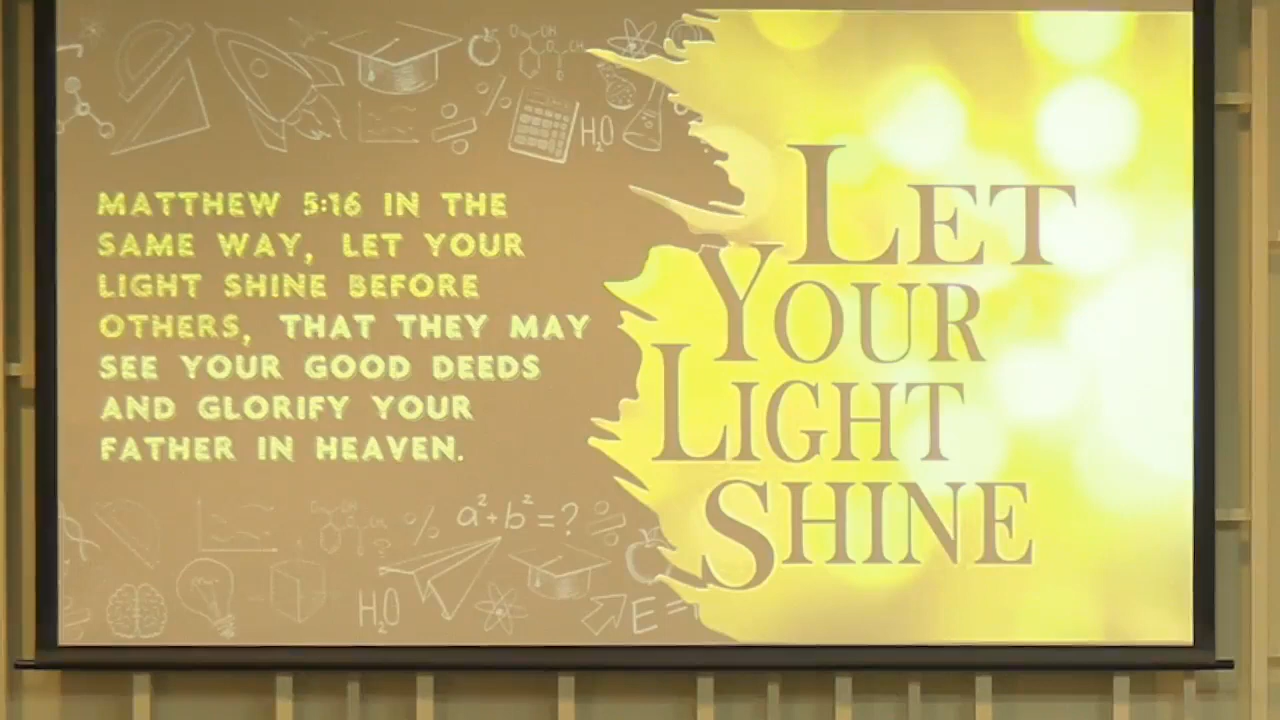 MATTHEW 5:16 IN THE
SAME WAY, LET YOUR
LIGHT SHINE BEFORE
OTHERS, THAT THEY MAY
SEE YOUR GOOD DEEDS
AND GLORIFY YOUR
FATHER IN HEAVEN.
LET
YOUR
LIGHT
SHINE
H₂O
%
a²+b²=?
H₂O
E=